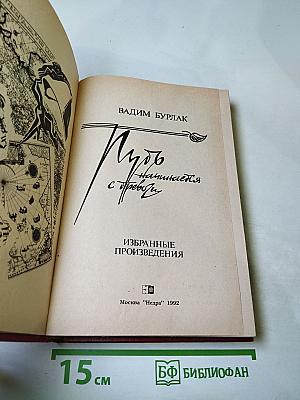 ВАДИМ БУРЛАК
Путь
начинается
с тревоги
ИЗБРАННЫЕ
ПРОИЗВЕДЕНИЯ
Москва "Недра" 1992
15 см
БФ БИБЛИОФАН